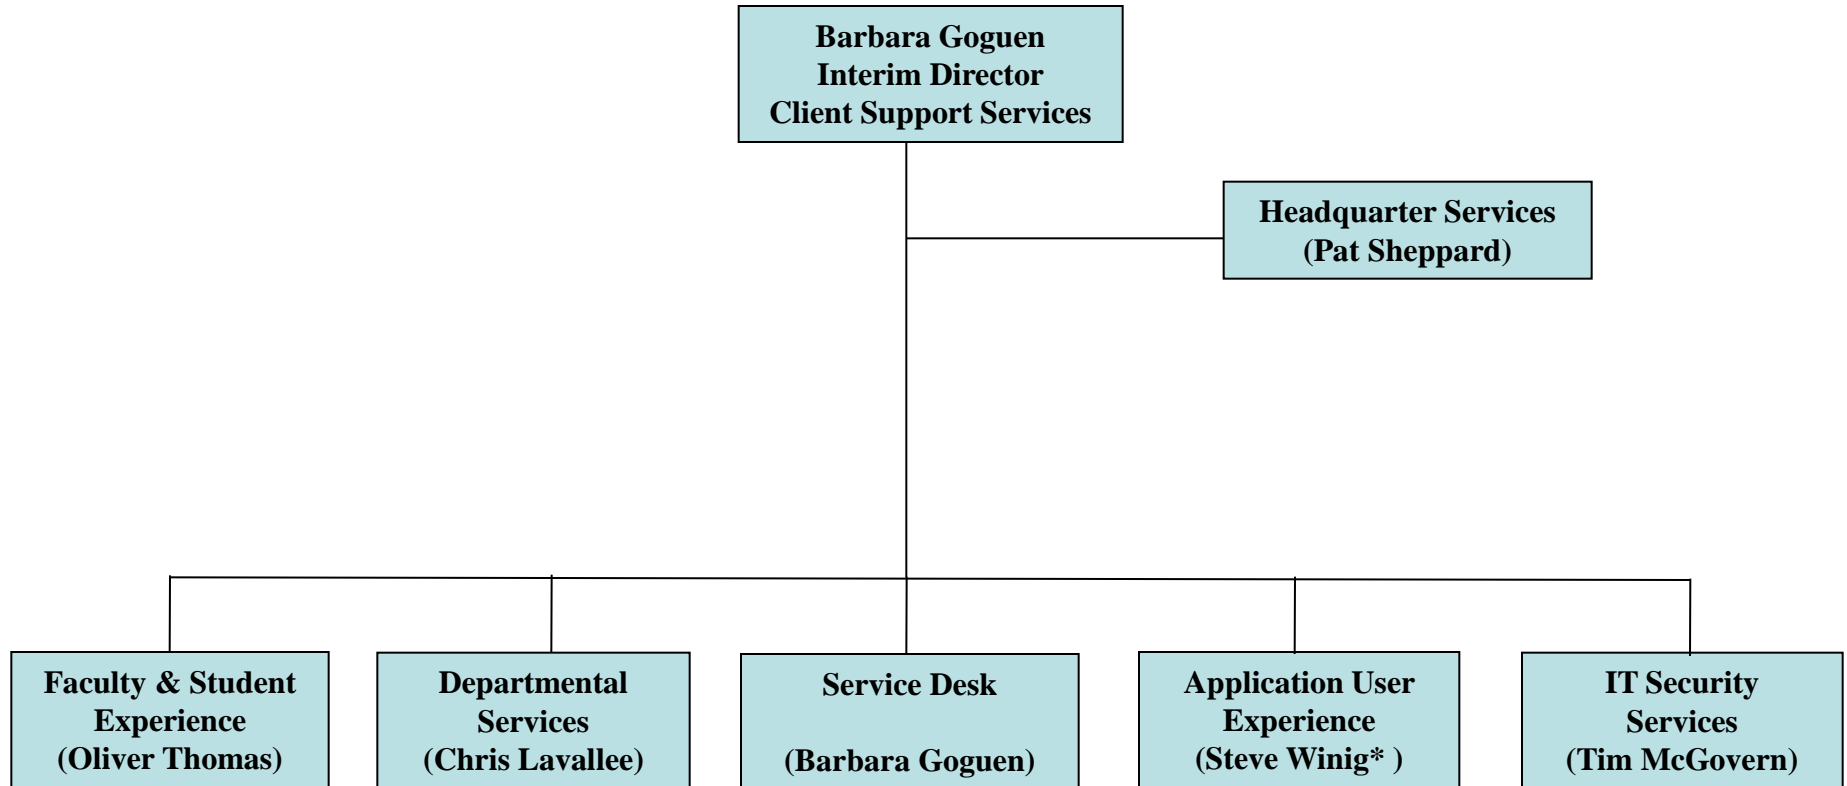 Barbara Goguen
Interim Director
Client Support Services
Headquarter Services
(Pat Sheppard)
Faculty & Student
Experience
(Oliver Thomas)
Departmental
Services
(Chris Lavallee)
Service Desk
(Barbara Goguen)
Application User
Experience
(Steve Winig* )
IT Security
Services
(Tim McGovern)